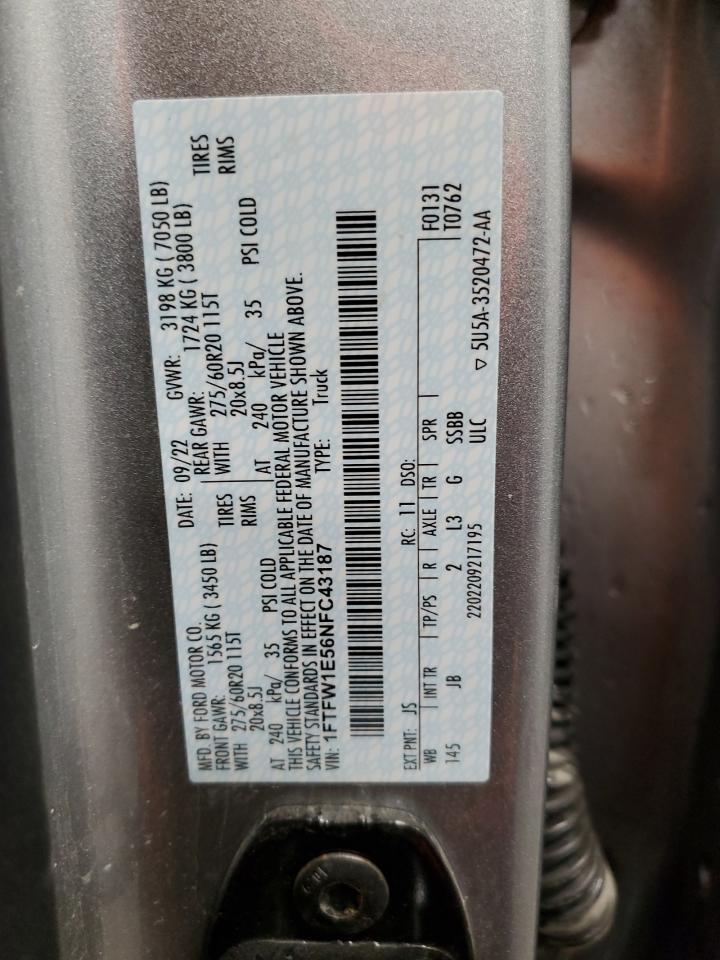 MFD. BY FORD MOTOR CO.
DATE: 09/22 GVWR: 3198 KG ( 7050 LB)
FRONT GAWR: 1565 KG ( 3450 LB) REAR GAWR: 1724 KG ( 3800 LB)
WITH 275/60R20 115T TIRES WITH 275/60R20 115T TIRES
20x8.5J RIMS 20x8.5J RIMS
AT 240 kPa/ 35 PSI COLD AT 240 kPa/ 35 PSI COLD
THIS VEHICLE CONFORMS TO ALL APPLICABLE FEDERAL MOTOR VEHICLE
SAFETY STANDARDS IN EFFECT ON THE DATE OF MANUFACTURE SHOWN ABOVE.
VIN: 1FTFW1E56NFC43187 TYPE: Truck
EXT PNT: JS RC: 11 DSO: F0131
WB INT TR TP/PS R AXLE TR SPR T0762
145 JB 2 L3 G SSBB
2202209217195 ULC ▽ 5U5A-3520472-AA